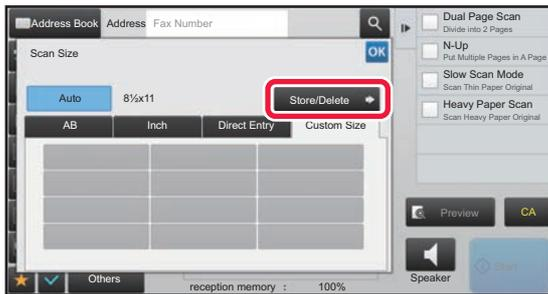 Address Book Address Fax Number
Scan Size
OK
Auto 8½x11 Store/Delete
AB Inch Direct Entry Custom Size
Others
reception memory : 100%
Dual Page Scan
Divide into 2 Pages
N-Up
Put Multiple Pages in A Page
Slow Scan Mode
Scan Thin Paper Original
Heavy Paper Scan
Scan Heavy Paper Original
Preview CA
Speaker
Start